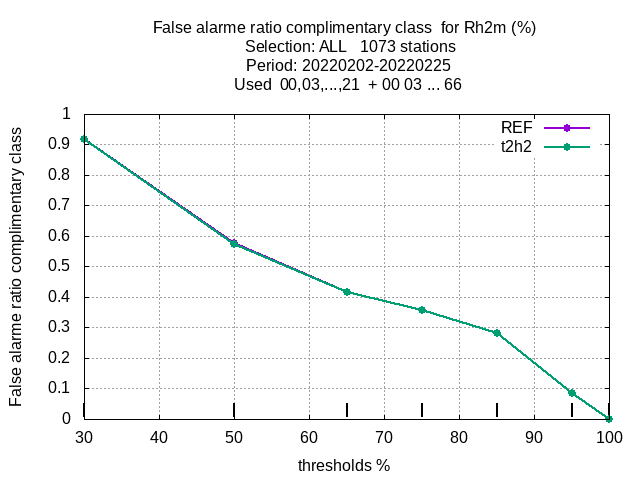 False alarme ratio complimentary class  for Rh2m (%)
Selection: ALL   1073 stations
Period: 20220202-20220225
Used  00,03,...,21  + 00 03 ... 66
REF
t2h2
False alarme ratio complimentary class
1
0.9
0.8
0.7
0.6
0.5
0.4
0.3
0.2
0.1
0
30 40 50 60 70 80 90 100
thresholds %